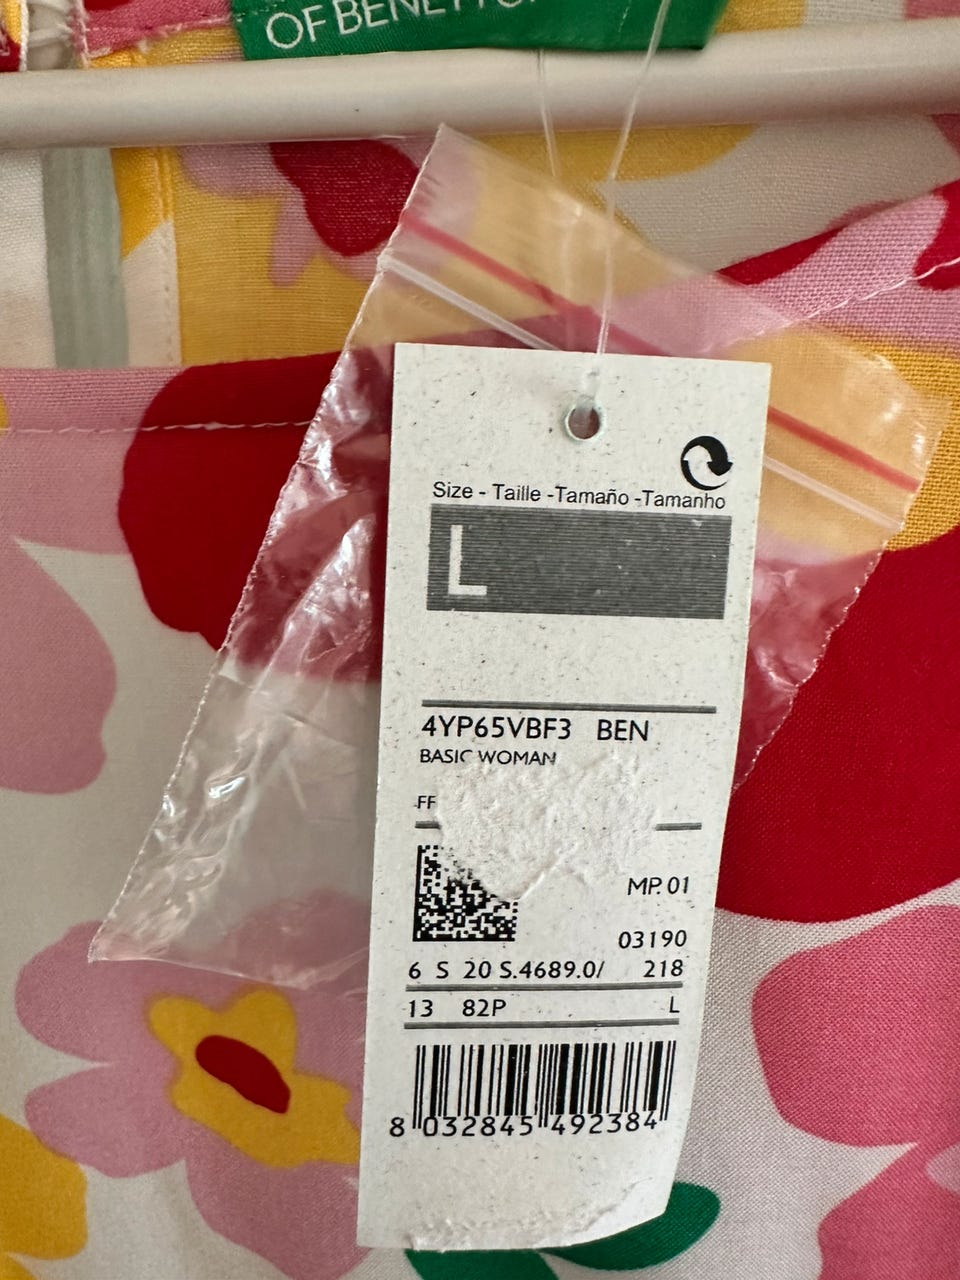 OF BENETTON
Size - Taille -Tamaño -Tamanho
L
4YP65VBF3 BEN
BASIC WOMAN
FF
MP. 01
03190
6 S 20 S.4689.0/ 218
13 82P L
8 032845 492384